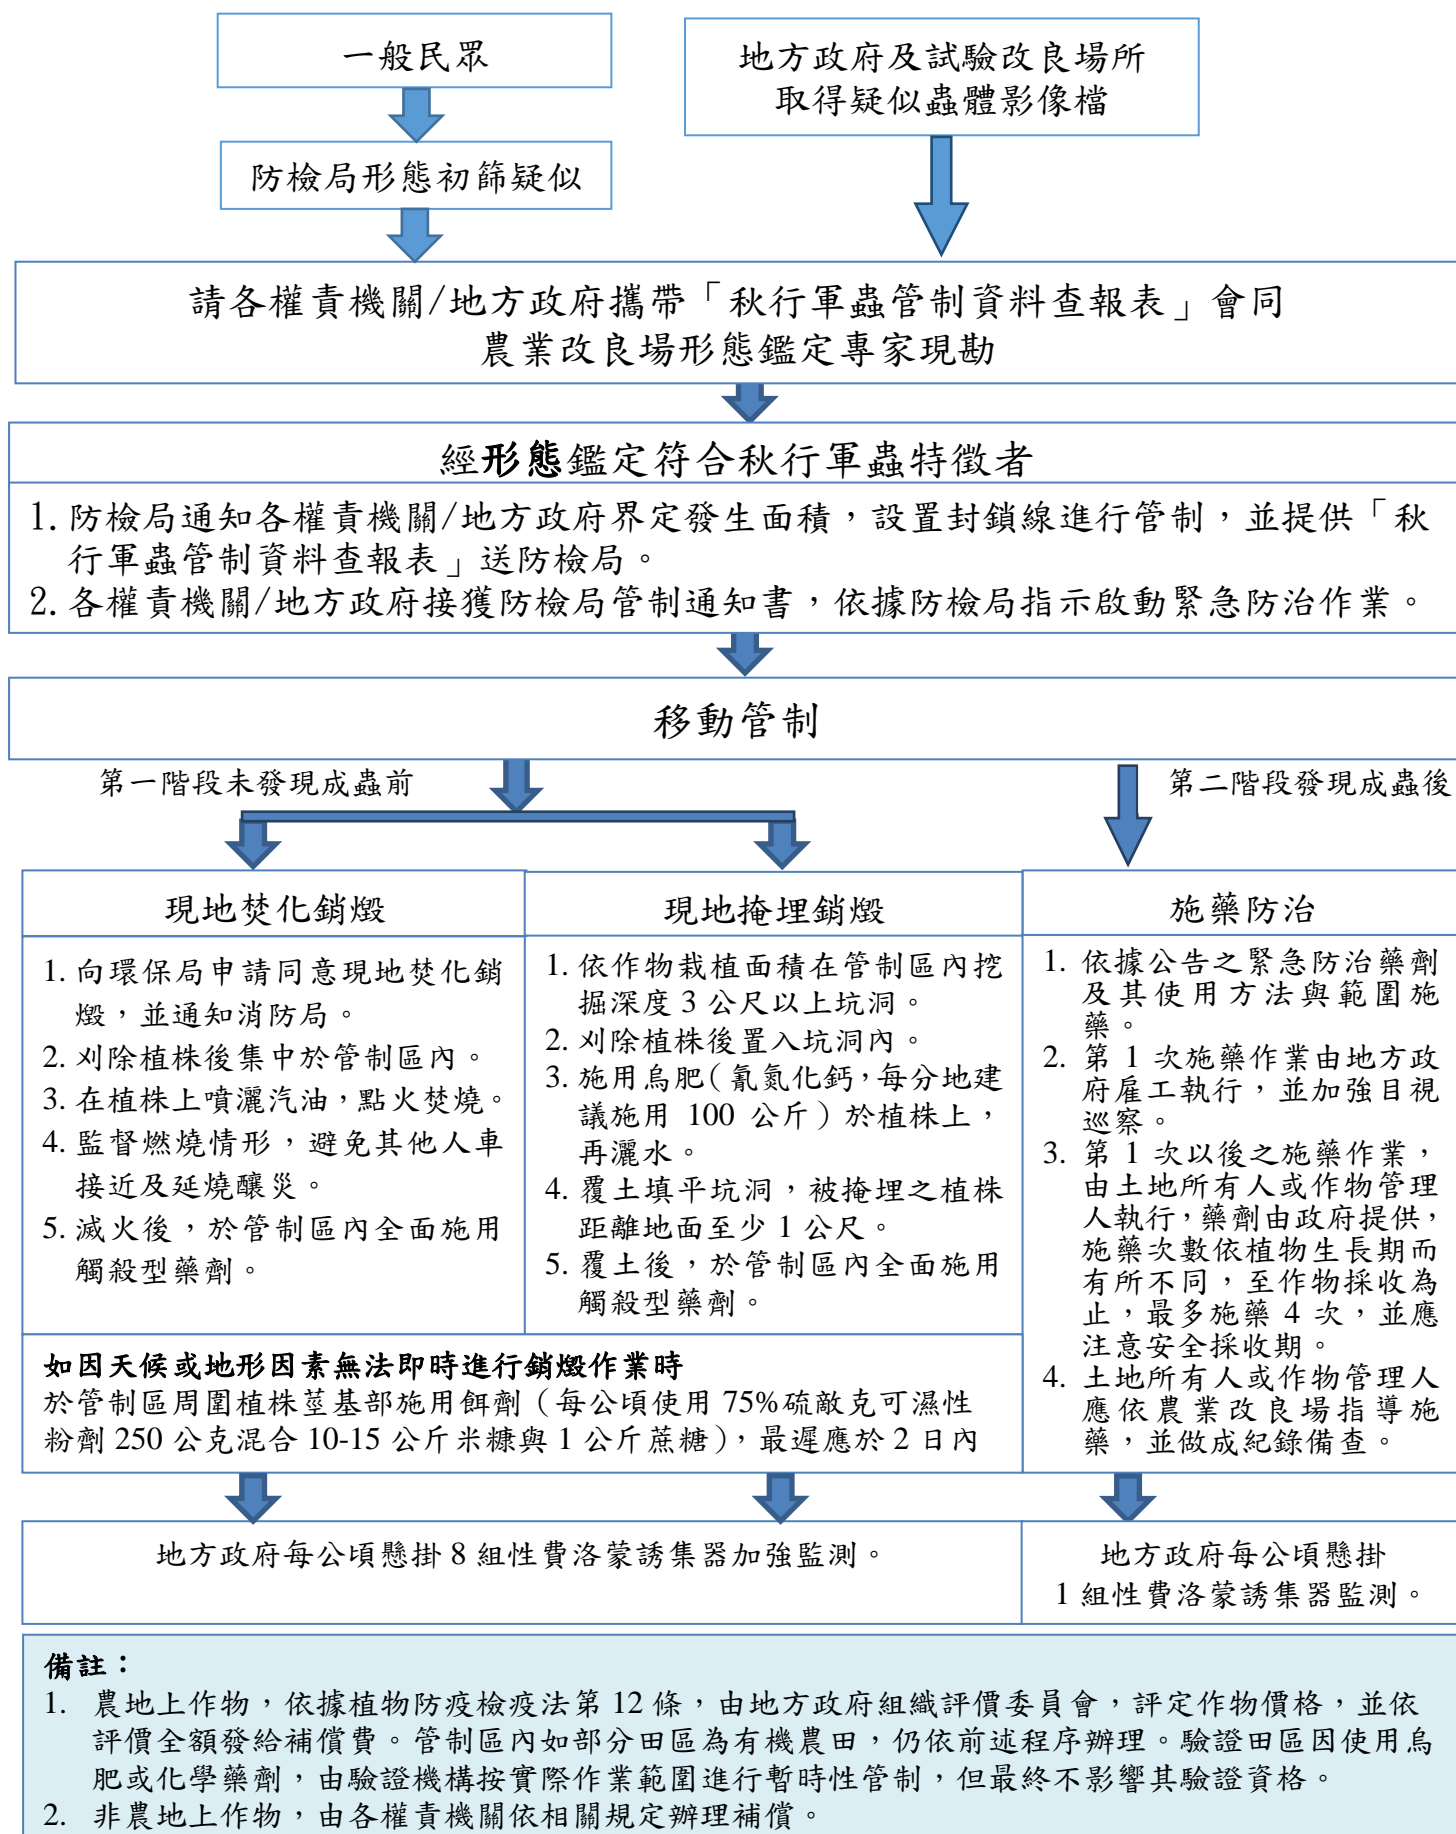 一般民眾
地方政府及試驗改良場所
取得疑似蟲體影像檔
防檢局形態初篩疑似
請各權責機關/地方政府攜帶「秋行軍蟲管制資料查報表」會同
農業改良場形態鑑定專家現勘
經形態鑑定符合秋行軍蟲特徵者
1. 防檢局通知各權責機關/地方政府界定發生面積，設置封鎖線進行管制，並提供「秋
行軍蟲管制資料查報表」送防檢局。
2. 各權責機關/地方政府接獲防檢局管制通知書，依據防檢局指示啟動緊急防治作業。
移動管制
第一階段未發現成蟲前
第二階段發現成蟲後
現地焚化銷燬
1. 向環保局申請同意現地焚化銷
燬，並通知消防局。
2. 刈除植株後集中於管制區內。
3. 在植株上噴灑汽油，點火焚燒。
4. 監督燃燒情形，避免其他人車
接近及延燒釀災。
5. 滅火後，於管制區內全面施用
觸殺型藥劑。
現地掩埋銷燬
1. 依作物栽植面積在管制區內挖
掘深度 3 公尺以上坑洞。
2. 刈除植株後置入坑洞內。
3. 施用烏肥（氰氮化鈣，每分地建
議施用 100 公斤）於植株上，
再灑水。
4. 覆土填平坑洞，被掩埋之植株
距離地面至少 1 公尺。
5. 覆土後，於管制區內全面施用
觸殺型藥劑。
施藥防治
1. 依據公告之緊急防治藥劑
及其使用方法與範圍施
藥。
2. 第 1 次施藥作業由地方政
府雇工執行，並加強目視
巡察。
3. 第 1 次以後之施藥作業，
由土地所有人或作物管理
人執行，藥劑由政府提供，
施藥次數依植物生長期而
有所不同，至作物採收為
止，最多施藥 4 次，並應
注意安全採收期。
4. 土地所有人或作物管理人
應依農業改良場指導施
藥，並做成紀錄備查。
如因天候或地形因素無法即時進行銷燬作業時
於管制區周圍植株莖基部施用餌劑（每公頃使用 75%硫敵克可濕性
粉劑 250 公克混合 10-15 公斤米糠與 1 公斤蔗糖），最遲應於 2 日內
地方政府每公頃懸掛 8 組性費洛蒙誘集器加強監測。
地方政府每公頃懸掛
1 組性費洛蒙誘集器監測。
備註：
1. 農地上作物，依據植物防疫檢疫法第 12 條，由地方政府組織評價委員會，評定作物價格，並依
評價全額發給補償費。管制區內如部分田區為有機農田，仍依前述程序辦理。驗證田區因使用烏
肥或化學藥劑，由驗證機構按實際作業範圍進行暫時性管制，但最終不影響其驗證資格。
2. 非農地上作物，由各權責機關依相關規定辦理補償。